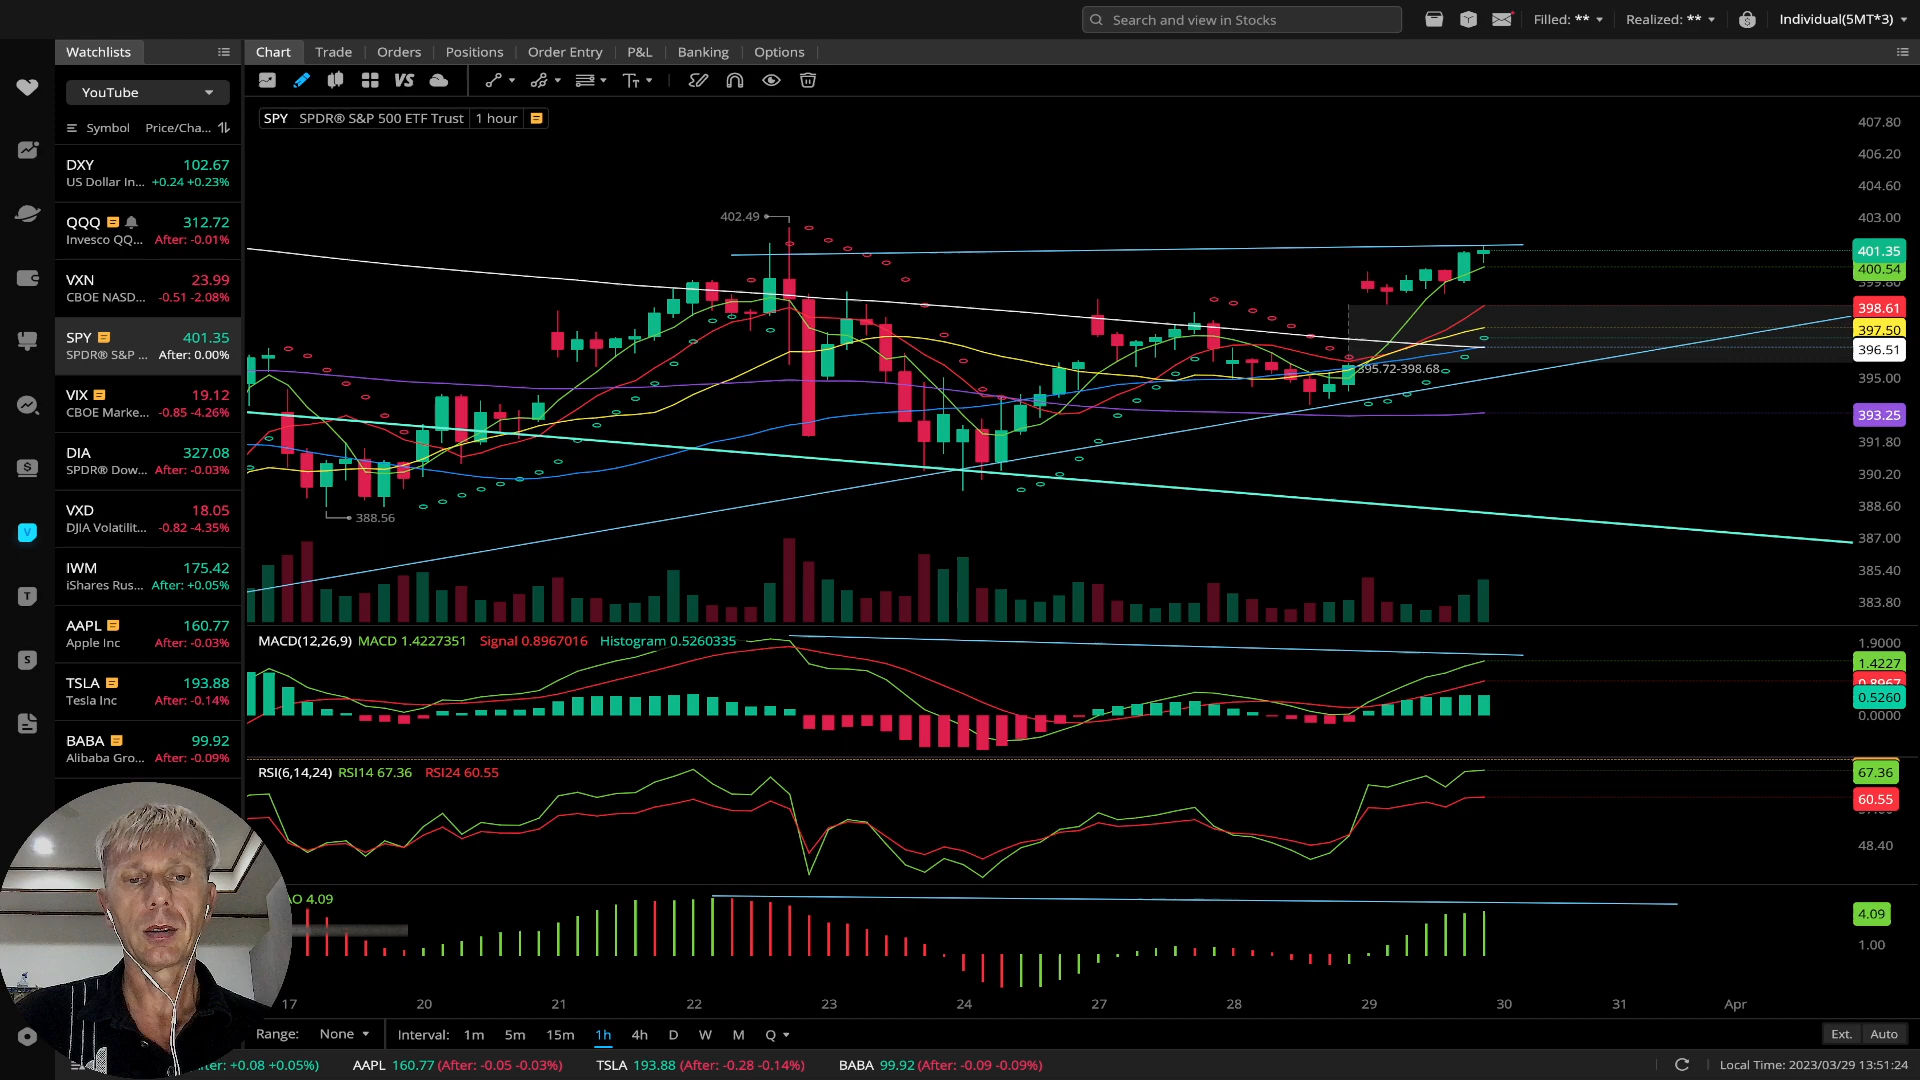 Search and view in Stocks
Filled: **
Realized: **
Individual(5MT*3)
Watchlists
Chart Trade Orders Positions Order Entry P&L Banking Options
YouTube
VS
Symbol Price/Cha...
SPY SPDR® S&P 500 ETF Trust 1 hour
DXY 102.67
US Dollar In... +0.24 +0.23%
QQQ 312.72
Invesco QQ... After: -0.01%
VXN 23.99
CBOE NASD... -0.51 -2.08%
SPY 401.35
SPDR® S&P ... After: 0.00%
VIX 19.12
CBOE Marke... -0.85 -4.26%
DIA 327.08
SPDR® Dow... After: -0.03%
VXD 18.05
DJIA Volatilit... -0.82 -4.35%
IWM 175.42
iShares Rus... After: +0.05%
AAPL 160.77
Apple Inc After: -0.03%
TSLA 193.88
Tesla Inc After: -0.14%
BABA 99.92
Alibaba Gro... After: -0.09%
402.49
388.56
395.72-398.68
407.80
406.20
404.60
403.00
401.35
400.54
399.80
398.61
397.50
396.51
395.00
393.25
391.80
390.20
388.60
387.00
385.40
383.80
MACD(12,26,9) MACD 1.4227351 Signal 0.8967016 Histogram 0.5260335
1.9000
1.4227
0.8967
0.5260
0.0000
RSI(6,14,24) RSI14 67.36 RSI24 60.55
67.36
60.55
48.40
AO 4.09
4.09
1.00
17 20 21 22 23 24 27 28 29 30 31 Apr
Range: None Interval: 1m 5m 15m 1h 4h D W M Q
Ext. Auto
+0.08 +0.05%) AAPL 160.77 (After: -0.05 -0.03%) TSLA 193.88 (After: -0.28 -0.14%) BABA 99.92 (After: -0.09 -0.09%)
Local Time: 2023/03/29 13:51:24